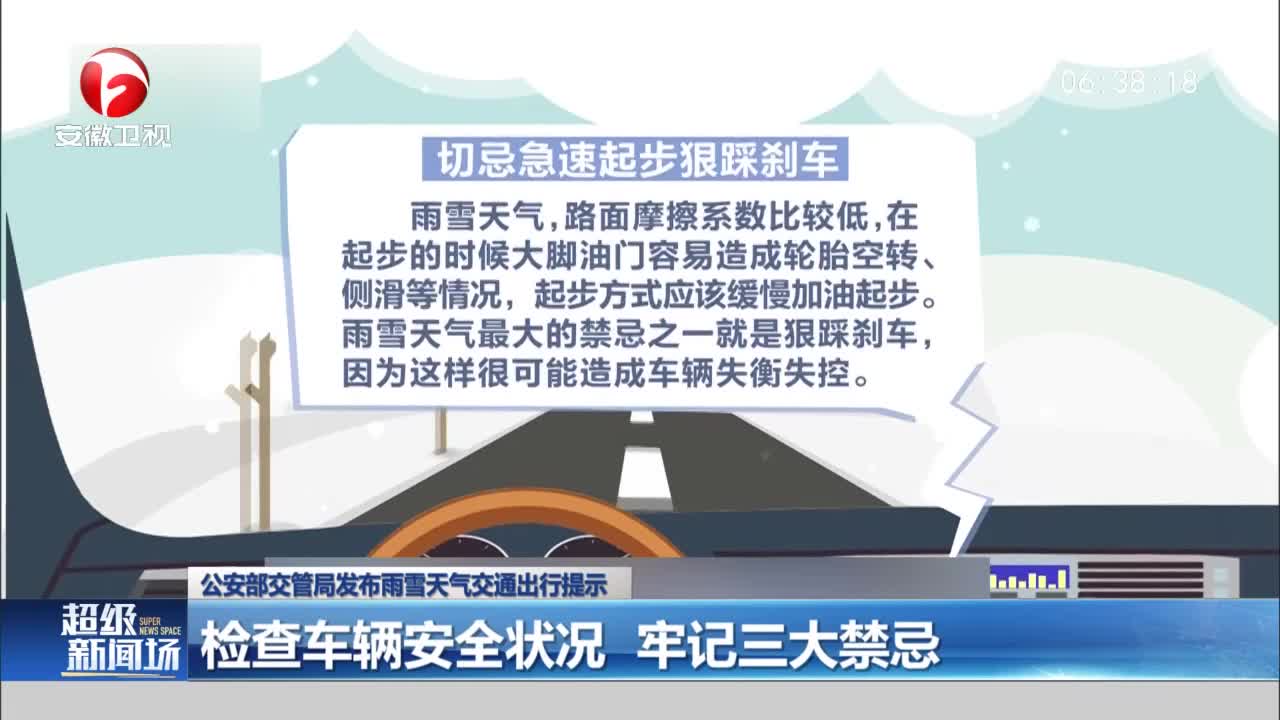 安徽卫视
06:38:18
切忌急速起步狠踩刹车
雨雪天气,路面摩擦系数比较低,在
起步的时候大脚油门容易造成轮胎空转、
侧滑等情况，起步方式应该缓慢加油起步。
雨雪天气最大的禁忌之一就是狠踩刹车，
因为这样很可能造成车辆失衡失控。
公安部交管局发布雨雪天气交通出行提示
超级
新闻场
SUPER
NEWS SPACE
检查车辆安全状况 牢记三大禁忌